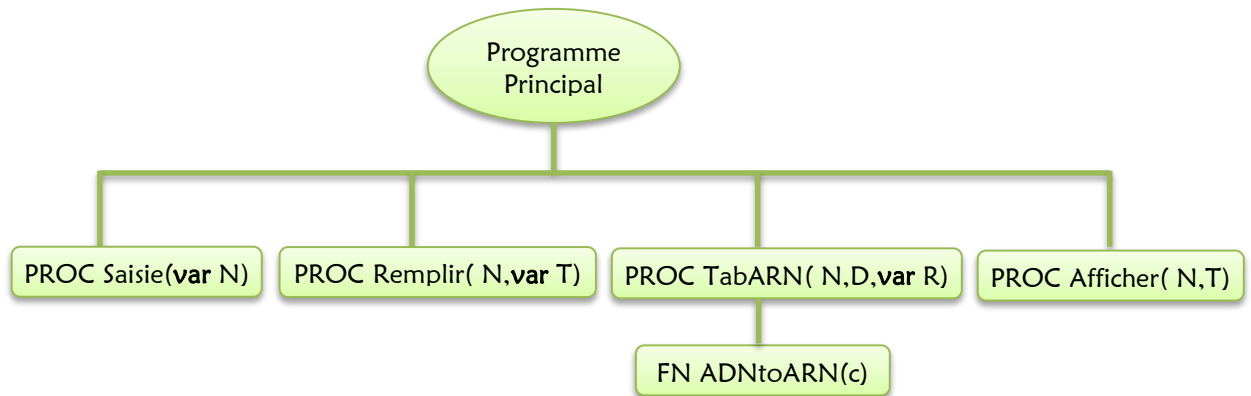 Programme
Principal
PROC Saisie(var N)
PROC Remplir( N,var T)
PROC TabARN( N,D,var R)
PROC Afficher( N,T)
FN ADNtoARN(c)